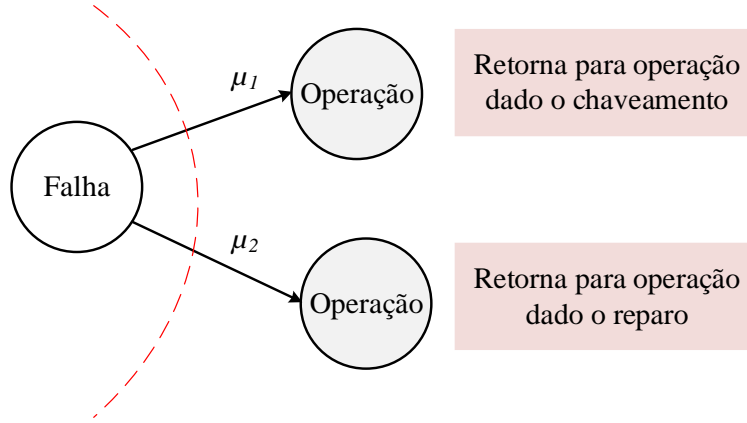 μ1
Operação
Retorna para operação
dado o chaveamento
Falha
μ2
Operação
Retorna para operação
dado o reparo